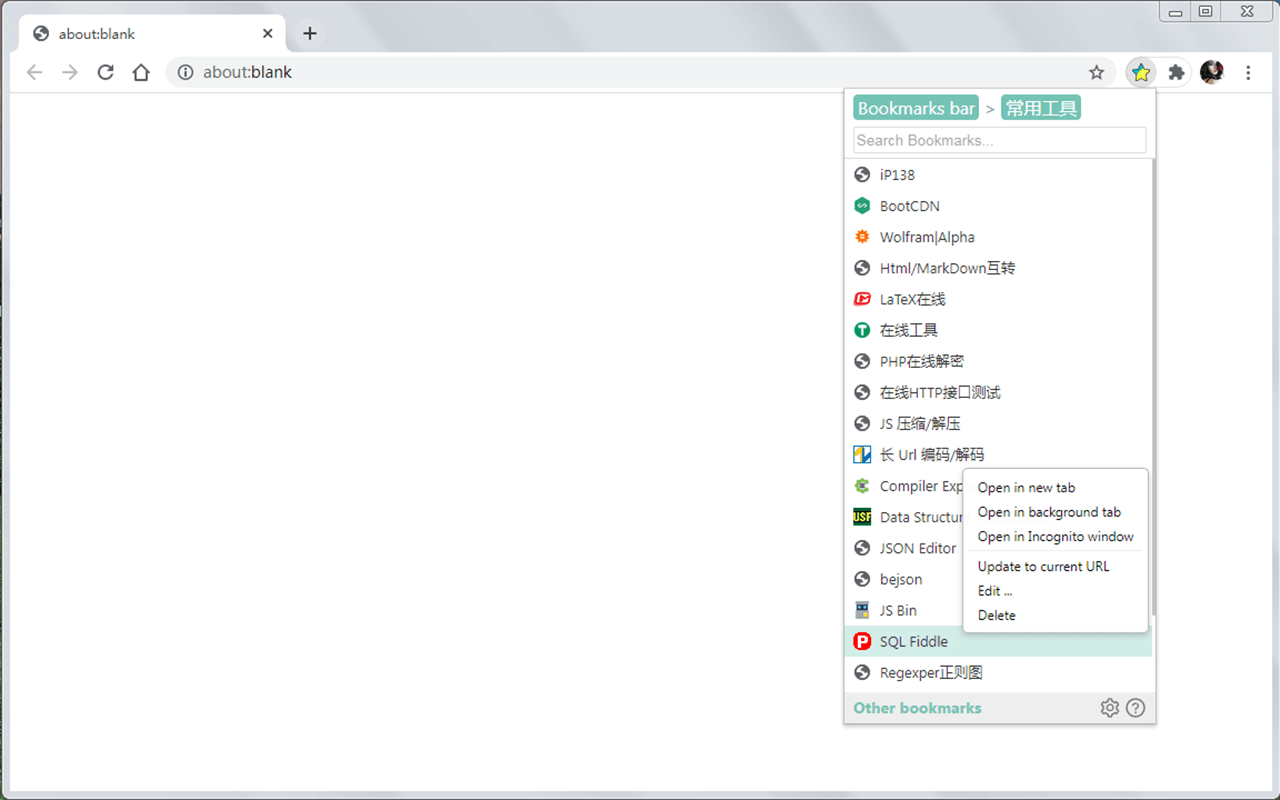 about:blank
about:blank
Bookmarks bar > 常用工具
Search Bookmarks...
iP138
BootCDN
Wolfram|Alpha
Html/MarkDown互转
LaTeX在线
在线工具
PHP在线解密
在线HTTP接口测试
JS 压缩/解压
长 Url 编码/解码
Compiler Exp
USF Data Structur
JSON Editor
bejson
JS Bin
P SQL Fiddle
Regexper正则图
Open in new tab
Open in background tab
Open in Incognito window
Update to current URL
Edit ...
Delete
Other bookmarks